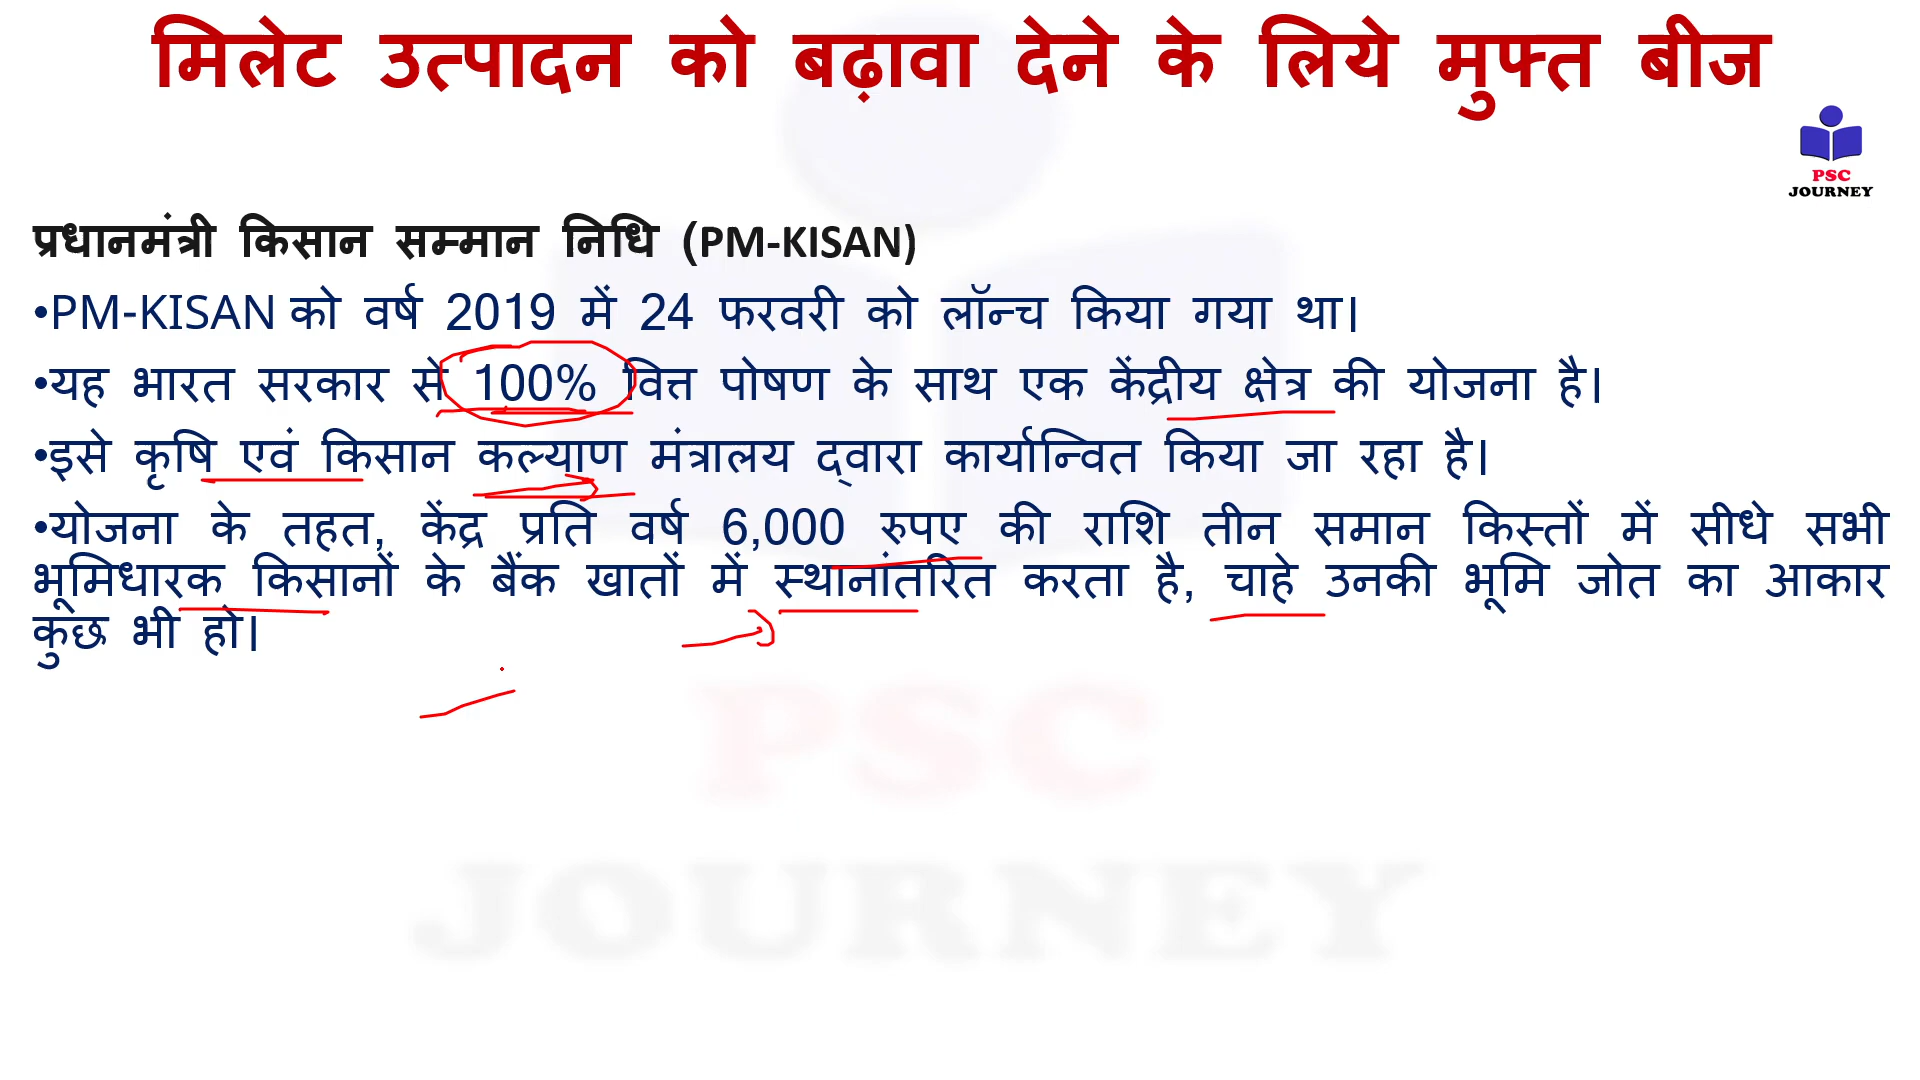 मिलेट उत्पादन को बढ़ावा देने के लिये मुफ्त बीज
PSC
JOURNEY
प्रधानमंत्री किसान सम्मान निधि (PM-KISAN)
•PM-KISAN को वर्ष 2019 में 24 फरवरी को लॉन्च किया गया था।
•यह भारत सरकार से 100% वित्त पोषण के साथ एक केंद्रीय क्षेत्र की योजना है।
•इसे कृषि एवं किसान कल्याण मंत्रालय द्वारा कार्यान्वित किया जा रहा है।
•योजना के तहत, केंद्र प्रति वर्ष 6,000 रुपए की राशि तीन समान किस्तों में सीधे सभी
भूमिधारक किसानों के बैंक खातों में स्थानांतरित करता है, चाहे उनकी भूमि जोत का आकार
कुछ भी हो।
PSC
JOURNEY